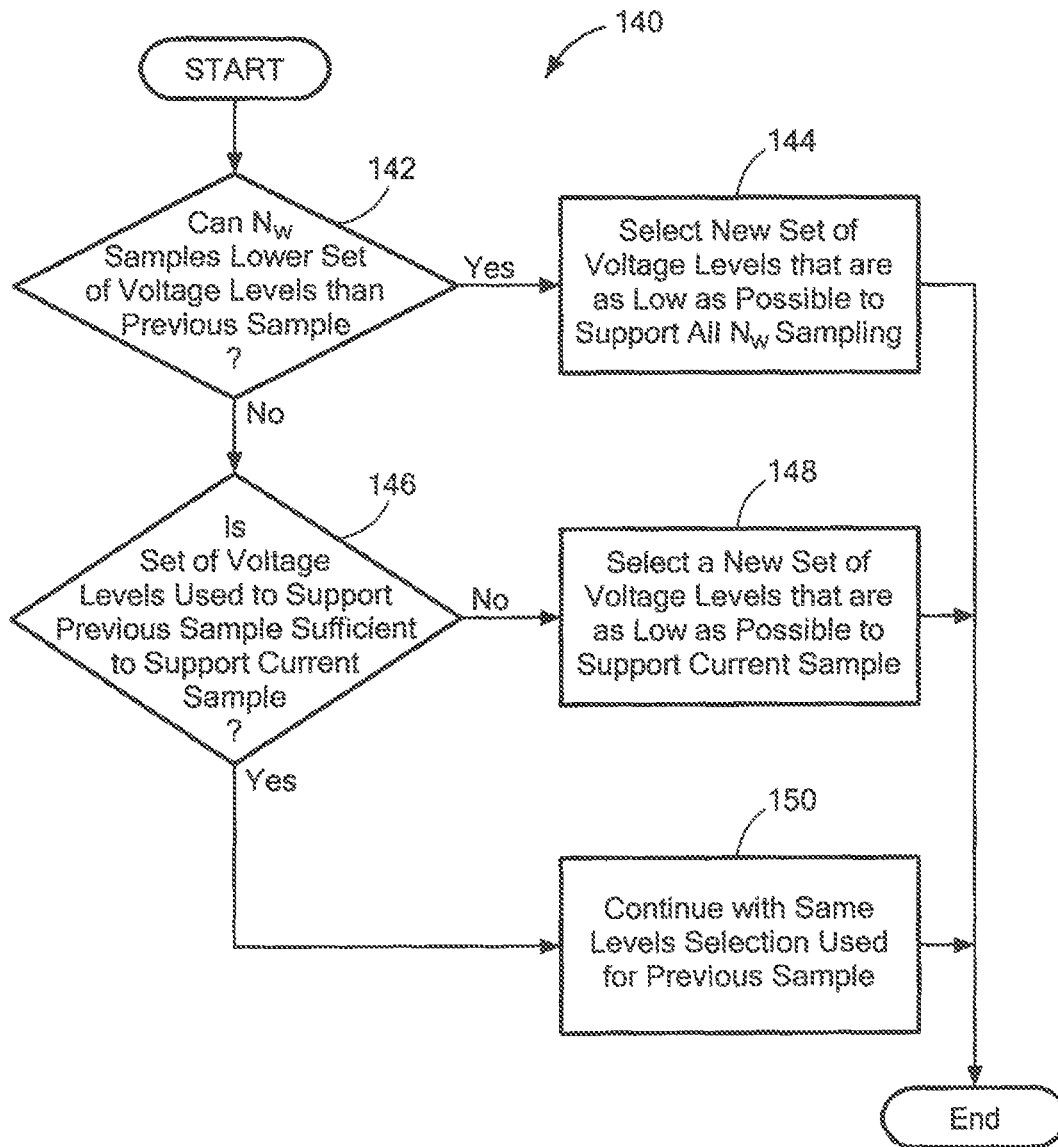 140
START
142
Can NW
Samples Lower Set
of Voltage Levels than
Previous Sample
?
Yes
144
Select New Set of
Voltage Levels that are
as Low as Possible to
Support All NW Sampling
No
146
Is
Set of Voltage
Levels Used to Support
Previous Sample Sufficient
to Support Current
Sample
?
No
148
Select a New Set of
Voltage Levels that are
as Low as Possible to
Support Current Sample
Yes
150
Continue with Same
Levels Selection Used
for Previous Sample
End